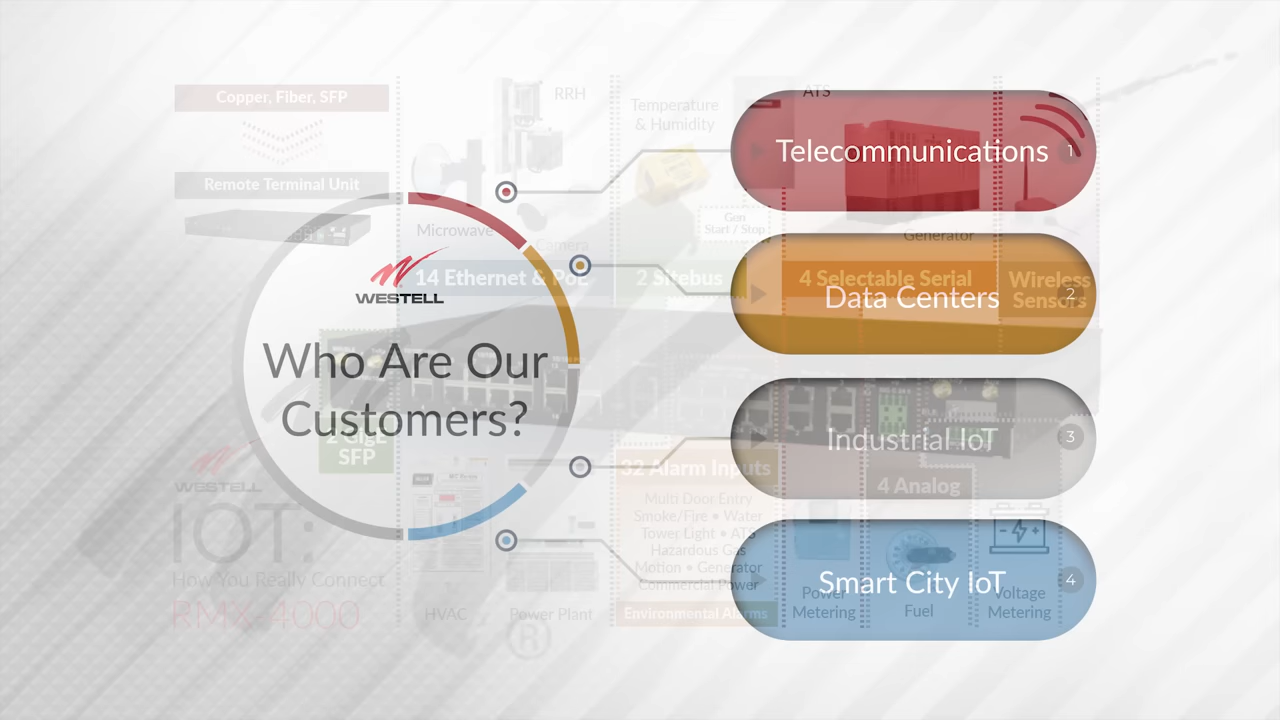 Copper, Fiber, SFP
Remote Terminal Unit
RRH
Microwave
Camera
Temperature
& Humidity
ATS
Gen
Start / Stop
Generator
14 Ethernet & PoE
2 Sitebus
4 Selectable Serial
Wireless
Sensors
WESTELL
Who Are Our
Customers?
Telecommunications
1
Data Centers
2
Industrial IoT
3
Smart City IoT
4
2 GigE
SFP
32 Alarm Inputs
4 Analog
Multi Door Entry
Smoke/Fire • Water
Tower Light • ATS
Hazardous Gas
Motion • Generator
Commercial Power
Environmental Alarms
WESTELL
IOT.
How You Really Connect
RMX-4000
®
HVAC
Power Plant
Power
Metering
Fuel
Voltage
Metering